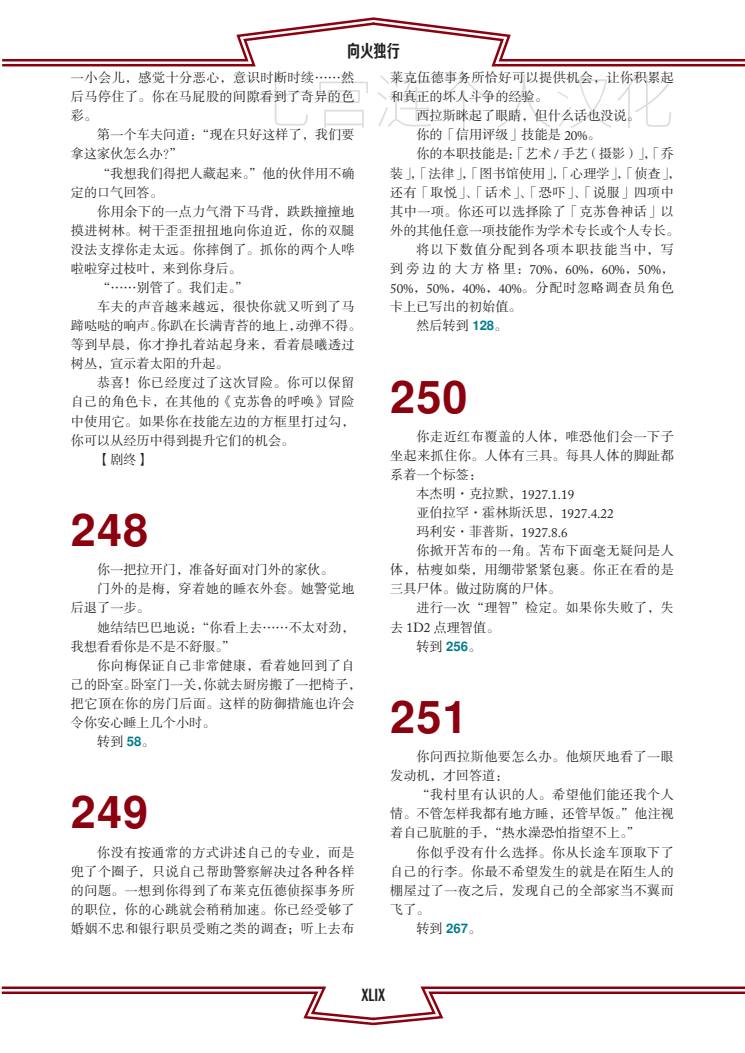 向火独行
一小会儿，感觉十分恶心，意识时断时续……然
后马停住了。你在马屁股的间隙看到了奇异的色
彩。
第一个车夫问道：“现在只好这样了，我们要
拿这家伙怎么办?”
“我想我们得把人藏起来。”他的伙伴用不确
定的口气回答。
你用余下的一点力气滑下马背，跌跌撞撞地
摸进树林。树干歪歪扭扭地向你迫近，你的双腿
没法支撑你走太远。你摔倒了。抓你的两个人哗
啦啦穿过枝叶，来到你身后。
“……别管了。我们走。”
车夫的声音越来越远，很快你就又听到了马
蹄哒哒的响声。你趴在长满青苔的地上，动弹不得。
等到早晨，你才挣扎着站起身来，看着晨曦透过
树丛，宣示着太阳的升起。
恭喜！你已经度过了这次冒险。你可以保留
自己的角色卡，在其他的《克苏鲁的呼唤》冒险
中使用它。如果你在技能左边的方框里打过勾，
你可以从经历中得到提升它们的机会。
【剧终】
248
你一把拉开门，准备好面对门外的家伙。
门外的是梅，穿着她的睡衣外套。她警觉地
后退了一步。
她结结巴巴地说：“你看上去……不太对劲，
我想看看你是不是不舒服。”
你向梅保证自己非常健康，看着她回到了自
己的卧室。卧室门一关，你就去厨房搬了一把椅子，
把它顶在你的房门后面。这样的防御措施也许会
令你安心睡上几个小时。
转到 58。
249
你没有按通常的方式讲述自己的专业，而是
兜了个圈子，只说自己帮助警察解决过各种各样
的问题。一想到你得到了布莱克伍德侦探事务所
的职位，你的心跳就会稍稍加速。你已经受够了
婚姻不忠和银行职员受贿之类的调查；听上去布
莱克伍德事务所恰好可以提供机会，让你积累起
和真正的坏人斗争的经验。
西拉斯眯起了眼睛，但什么话也没说。
你的「信用评级」技能是 20%。
你的本职技能是：「艺术 / 手艺（摄影）」，「乔
装」，「法律」，「图书馆使用」，「心理学」，「侦查」，
还有「取悦」、「话术」、「恐吓」、「说服」四项中
其中一项。你还可以选择除了「克苏鲁神话」以
外的其他任意一项技能作为学术专长或个人专长。
将以下数值分配到各项本职技能当中，写
到旁边的大方格里：70%，60%，60%，50%，
50%，50%，40%，40%。分配时忽略调查员角色
卡上已写出的初始值。
然后转到 128。
250
你走近红布覆盖的人体，唯恐他们会一下子
坐起来抓住你。人体有三具。每具人体的脚趾都
系着一个标签：
本杰明・克拉默，1927.1.19
亚伯拉罕・霍林斯沃思，1927.4.22
玛利安・菲普斯，1927.8.6
你掀开苫布的一角。苫布下面毫无疑问是人
体，枯瘦如柴，用绷带紧紧包裹。你正在看的是
三具尸体。做过防腐的尸体。
进行一次“理智”检定。如果你失败了，失
去 1D2 点理智值。
转到 256。
251
你问西拉斯他要怎么办。他烦厌地看了一眼
发动机，才回答道：
“我村里有认识的人。希望他们能还我个人
情。不管怎样我都有地方睡，还管早饭。”他注视
着自己肮脏的手，“热水澡恐怕指望不上。”
你似乎没有什么选择。你从长途车顶取下了
自己的行李。你最不希望发生的就是在陌生人的
棚屋过了一夜之后，发现自己的全部家当不翼而
飞了。
转到 267。
XLIX